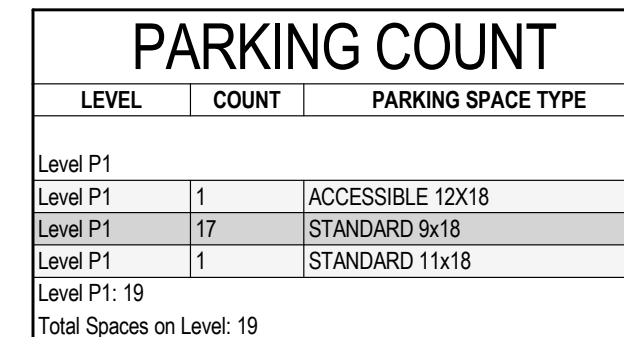 PARKING COUNT
LEVEL COUNT PARKING SPACE TYPE
Level P1
Level P1 1 ACCESSIBLE 12X18
Level P1 17 STANDARD 9x18
Level P1 1 STANDARD 11x18
Level P1: 19
Total Spaces on Level: 19